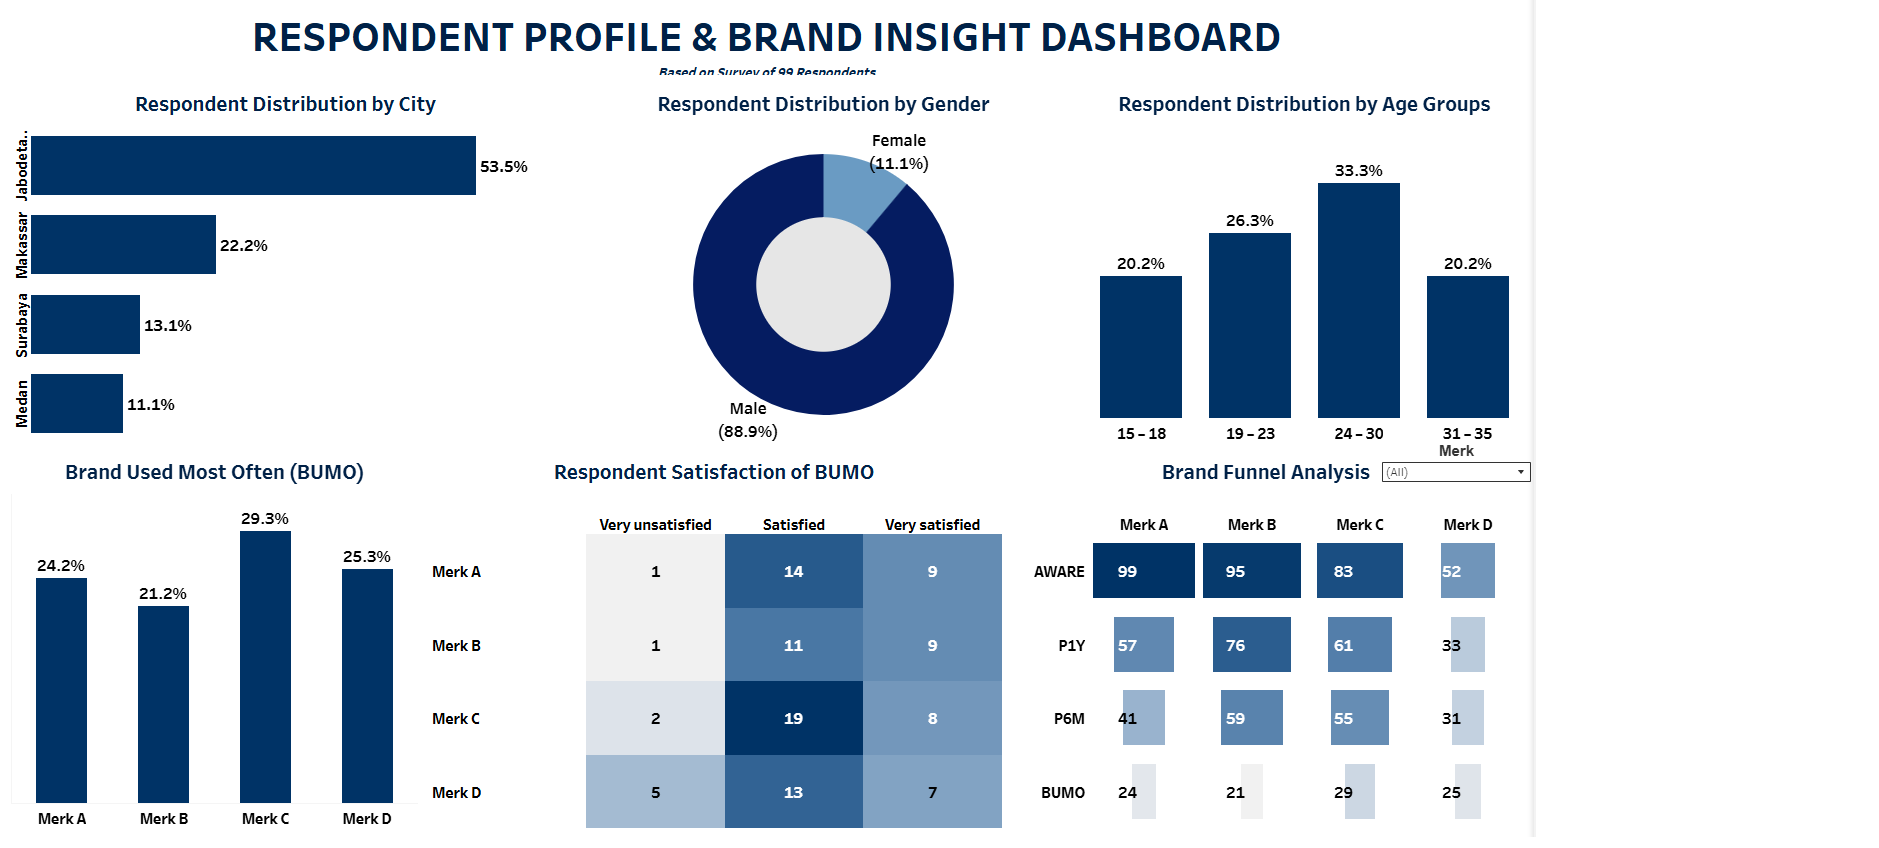 RESPONDENT PROFILE & BRAND INSIGHT DASHBOARD
Based on Survey of 99 Respondents
Respondent Distribution by City
Jabodeta..
53.5%
Makassar
22.2%
Surabaya
13.1%
Medan
11.1%
Respondent Distribution by Gender
Female
(11.1%)
Male
(88.9%)
Respondent Distribution by Age Groups
20.2%
26.3%
33.3%
20.2%
15 – 18
19 – 23
24 – 30
31 – 35
Brand Used Most Often (BUMO)
24.2%
21.2%
29.3%
25.3%
Merk A
Merk B
Merk C
Merk D
Respondent Satisfaction of BUMO
Very unsatisfied Satisfied Very satisfied
Merk A 1 14 9
Merk B 1 11 9
Merk C 2 19 8
Merk D 5 13 7
Brand Funnel Analysis
Merk
(All)
Merk A Merk B Merk C Merk D
AWARE 99 95 83 52
P1Y 57 76 61 33
P6M 41 59 55 31
BUMO 24 21 29 25